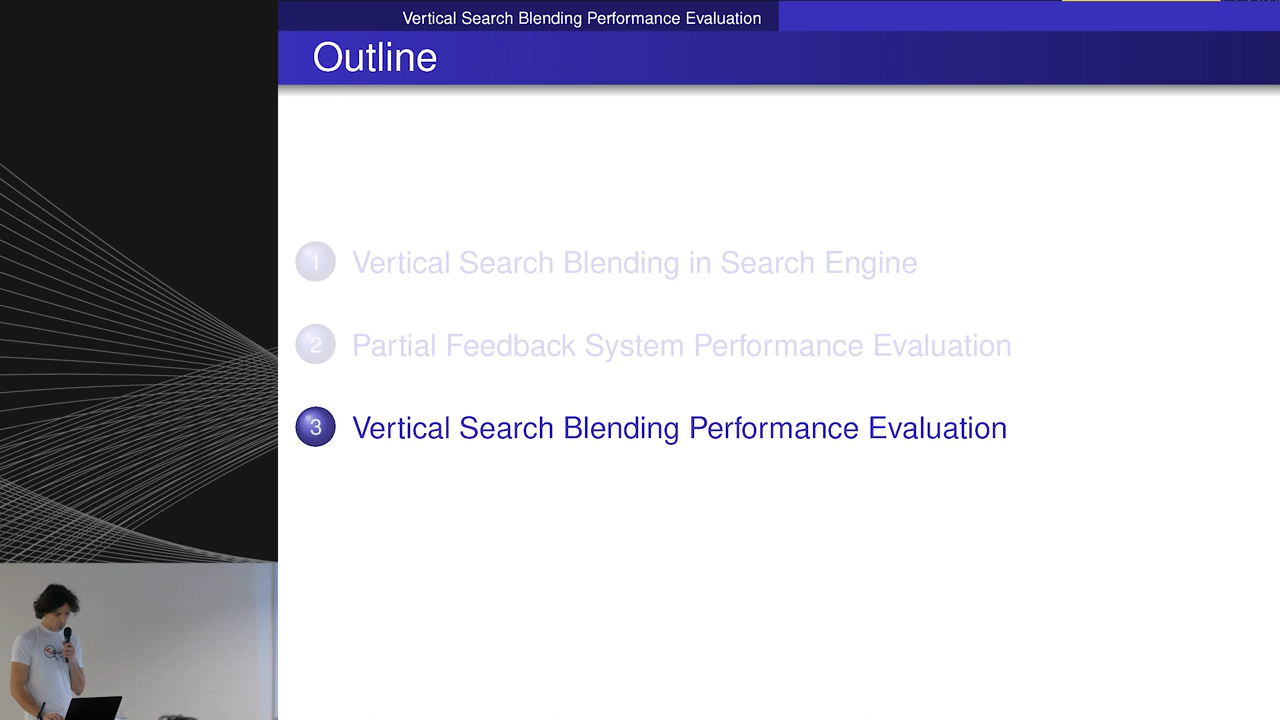 Vertical Search Blending Performance Evaluation
Outline
1 Vertical Search Blending in Search Engine
2 Partial Feedback System Performance Evaluation
3 Vertical Search Blending Performance Evaluation